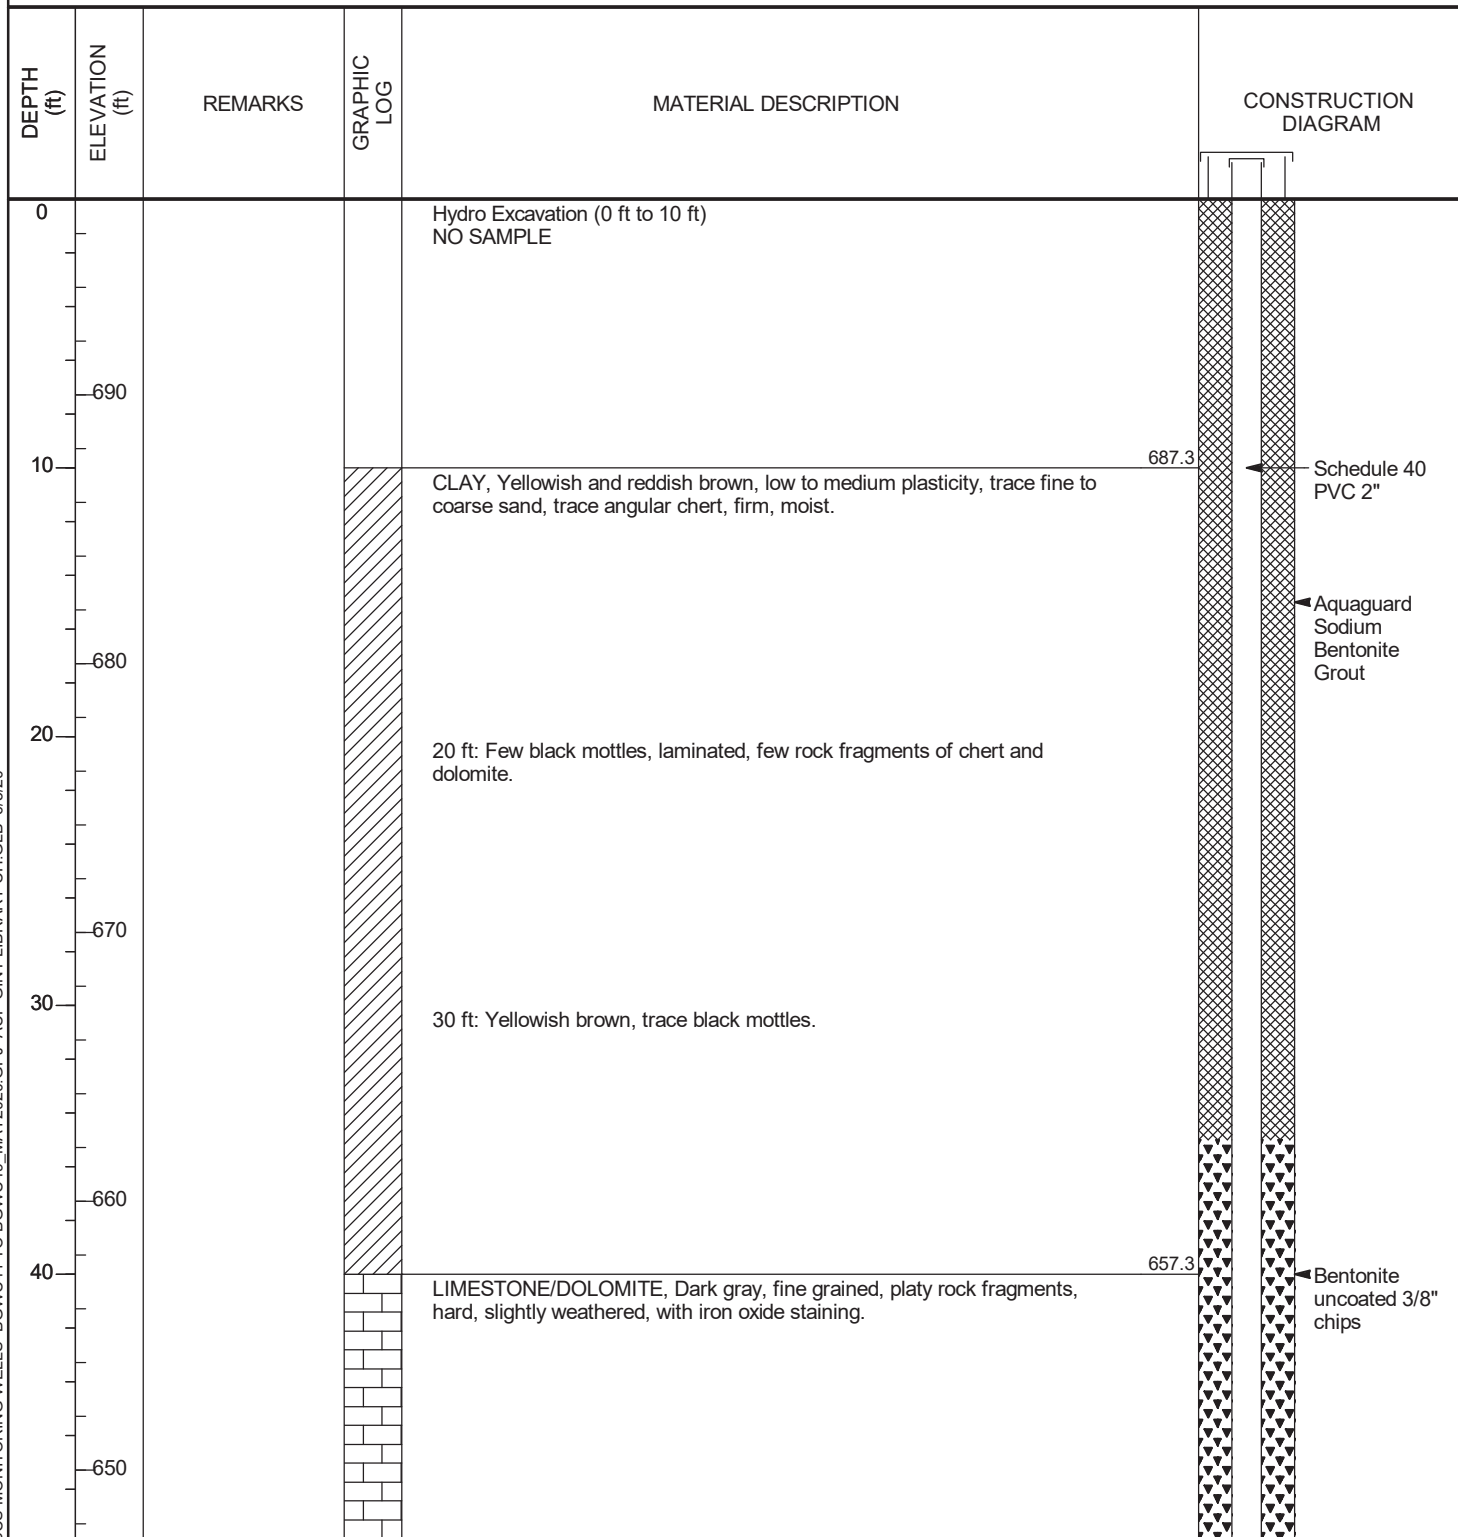 DEPTH
(ft)
ELEVATION
(ft)
REMARKS
GRAPHIC
LOG
MATERIAL DESCRIPTION
CONSTRUCTION
DIAGRAM
0
Hydro Excavation (0 ft to 10 ft)
NO SAMPLE
690
10
687.3
CLAY, Yellowish and reddish brown, low to medium plasticity, trace fine to
coarse sand, trace angular chert, firm, moist.
Schedule 40
PVC 2"
Aquaguard
Sodium
Bentonite
Grout
680
20
20 ft: Few black mottles, laminated, few rock fragments of chert and
dolomite.
670
30
30 ft: Yellowish brown, trace black mottles.
660
40
657.3
LIMESTONE/DOLOMITE, Dark gray, fine grained, platy rock fragments,
hard, slightly weathered, with iron oxide staining.
Bentonite
uncoated 3/8"
chips
650